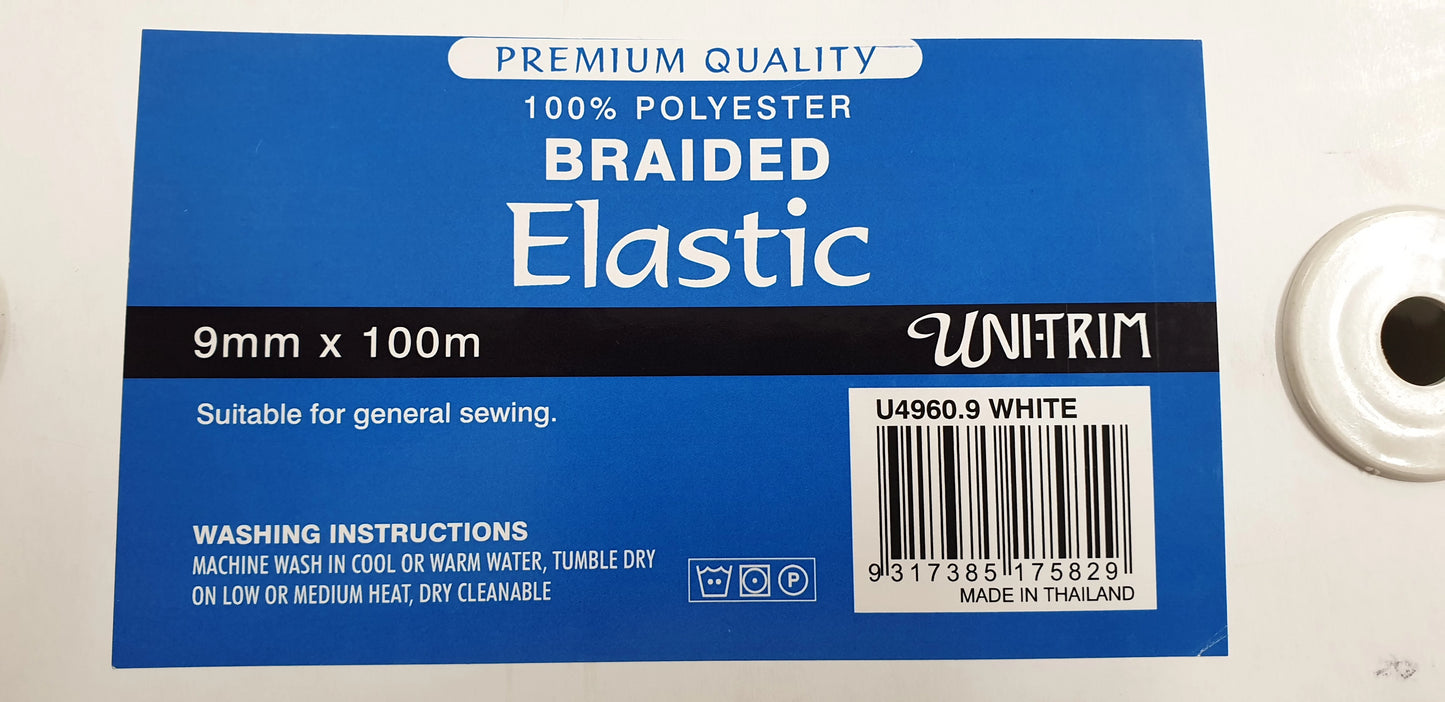 PREMIUM QUALITY
100% POLYESTER
BRAIDED
Elastic
9mm x 100m
UNI-TRIM
Suitable for general sewing.
WASHING INSTRUCTIONS
MACHINE WASH IN COOL OR WARM WATER, TUMBLE DRY
ON LOW OR MEDIUM HEAT, DRY CLEANABLE
P
U4960.9 WHITE
9 317385 175829
MADE IN THAILAND